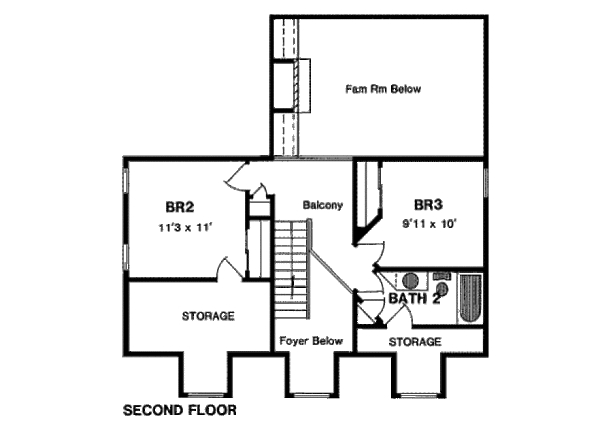 Fam Rm Below
BR2
11'3 x 11'
Balcony
BR3
9'11 x 10'
BATH 2
STORAGE
Foyer Below
STORAGE
SECOND FLOOR